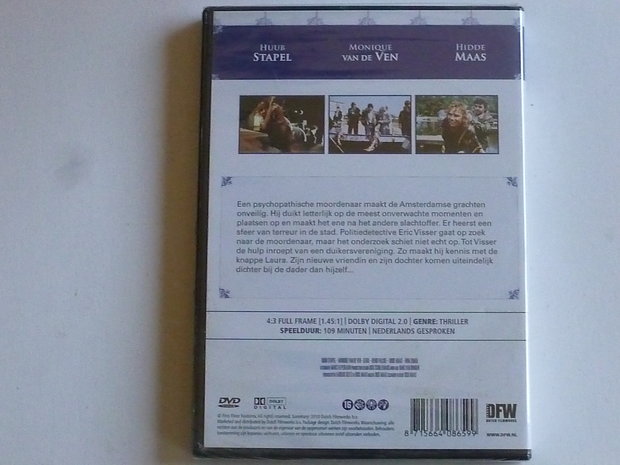 HUUB STAPEL
MONIQUE VAN DE VEN
HIDDE MAAS
Een psychopathische moordenaar maakt de Amsterdamse grachten
onveilig. Hij duikt letterlijk op de meest onverwachte momenten en
plaatsen op en maakt het ene na het andere slachtoffer. Er heerst een
sfeer van terreur in de stad. Politiedetective Eric Visser gaat op zoek
naar de moordenaar, maar het onderzoek schiet niet echt op. Tot Visser
de hulp inroept van een duikersvereniging. Zo maakt hij kennis met de
knappe Laura. Zijn nieuwe vriendin en zijn dochter komen uiteindelijk
dichter bij de dader dan hijzelf...
4:3 FULL FRAME [1.45:1] | DOLBY DIGITAL 2.0 | GENRE: THRILLER
SPEELDUUR: 109 MINUTEN | NEDERLANDS GESPROKEN
DVD
DOLBY
DIGITAL
16
8 715664 086599
DFW
DUTCH FILMWORKS
WWW.DFW.NL